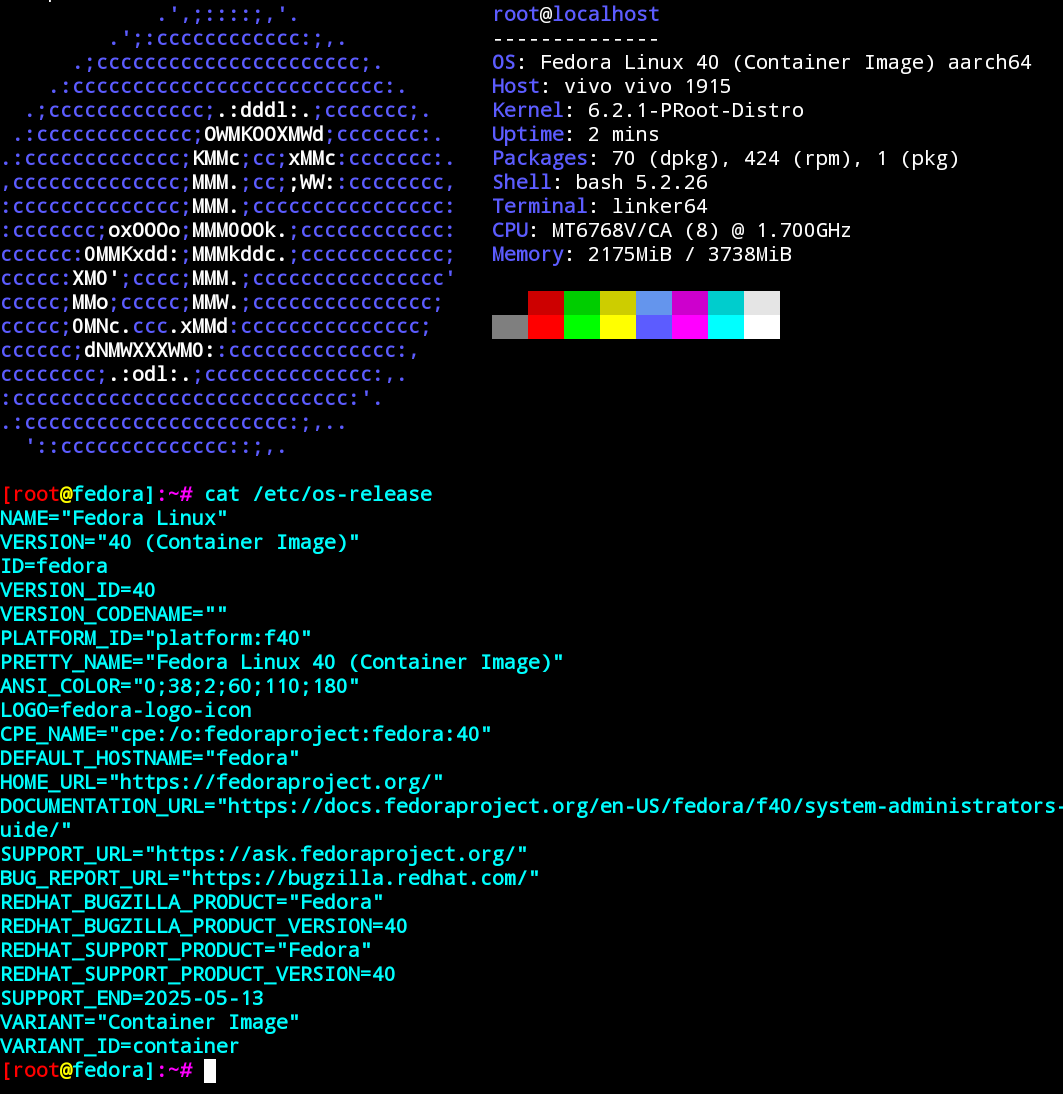 .',;::::;,'.
.';:cccccccccccc:;,.
.;cccccccccccccccccccccc;.
.:cccccccccccccccccccccccccc:.
.;ccccccccccccc;.:dddl:.;ccccccc;.
.:ccccccccccccc;OWMKOOXMWd;ccccccc:.
.:ccccccccccccc;KMMc;cc;xMMc:ccccccc:.
,cccccccccccccc;MMM.;cc;;WW::cccccccc,
:cccccccccccccc;MMM.;cccccccccccccccc:
:ccccccc;oxOOOo;MMM0OOk.;cccccccccccc:
cccccc:0MMKxdd:;MMMkddc.;cccccccccccc;
ccccc:XM0';cccc;MMM.;cccccccccccccccc'
ccccc;MMo;ccccc;MMW.;ccccccccccccccc;
ccccc;0MNc.ccc.xMMd:ccccccccccccccc;
cccccc;dNMWXXXWM0::cccccccccccccc:,
cccccccc;.:odl:.;cccccccccccccc:,.
:cccccccccccccccccccccccccccc:'.
.:cccccccccccccccccccccc:;,..
'::cccccccccccccc::;,.
root@localhost
--------------
OS: Fedora Linux 40 (Container Image) aarch64
Host: vivo vivo 1915
Kernel: 6.2.1-PRoot-Distro
Uptime: 2 mins
Packages: 70 (dpkg), 424 (rpm), 1 (pkg)
Shell: bash 5.2.26
Terminal: linker64
CPU: MT6768V/CA (8) @ 1.700GHz
Memory: 2175MiB / 3738MiB
[root@fedora]:~# cat /etc/os-release
NAME="Fedora Linux"
VERSION="40 (Container Image)"
ID=fedora
VERSION_ID=40
VERSION_CODENAME=""
PLATFORM_ID="platform:f40"
PRETTY_NAME="Fedora Linux 40 (Container Image)"
ANSI_COLOR="0;38;2;60;110;180"
LOGO=fedora-logo-icon
CPE_NAME="cpe:/o:fedoraproject:fedora:40"
DEFAULT_HOSTNAME="fedora"
HOME_URL="https://fedoraproject.org/"
DOCUMENTATION_URL="https://docs.fedoraproject.org/en-US/fedora/f40/system-administrators-
uide/"
SUPPORT_URL="https://ask.fedoraproject.org/"
BUG_REPORT_URL="https://bugzilla.redhat.com/"
REDHAT_BUGZILLA_PRODUCT="Fedora"
REDHAT_BUGZILLA_PRODUCT_VERSION=40
REDHAT_SUPPORT_PRODUCT="Fedora"
REDHAT_SUPPORT_PRODUCT_VERSION=40
SUPPORT_END=2025-05-13
VARIANT="Container Image"
VARIANT_ID=container
[root@fedora]:~#